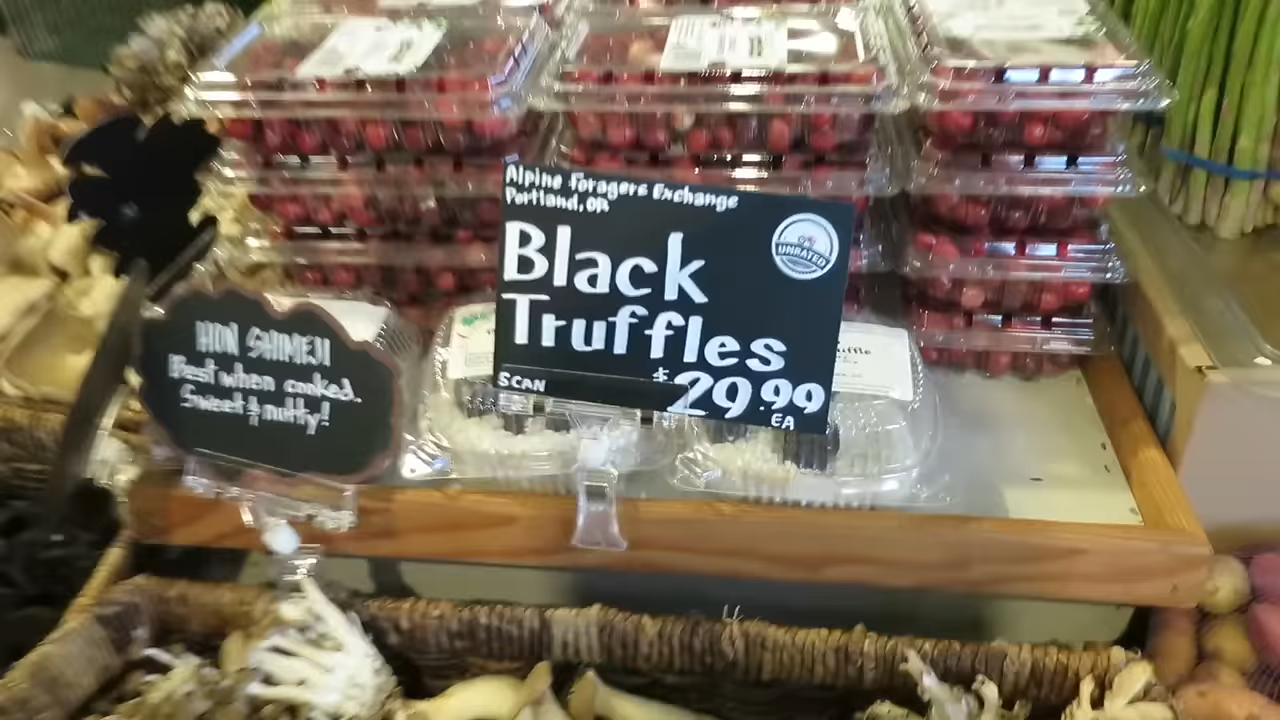 Alpine Foragers Exchange
Portland, OR
Black
Truffles
UNRATED
SCAN
$29.99
EA
HON SHIMEJI
Best when cooked.
Sweet & nutty!